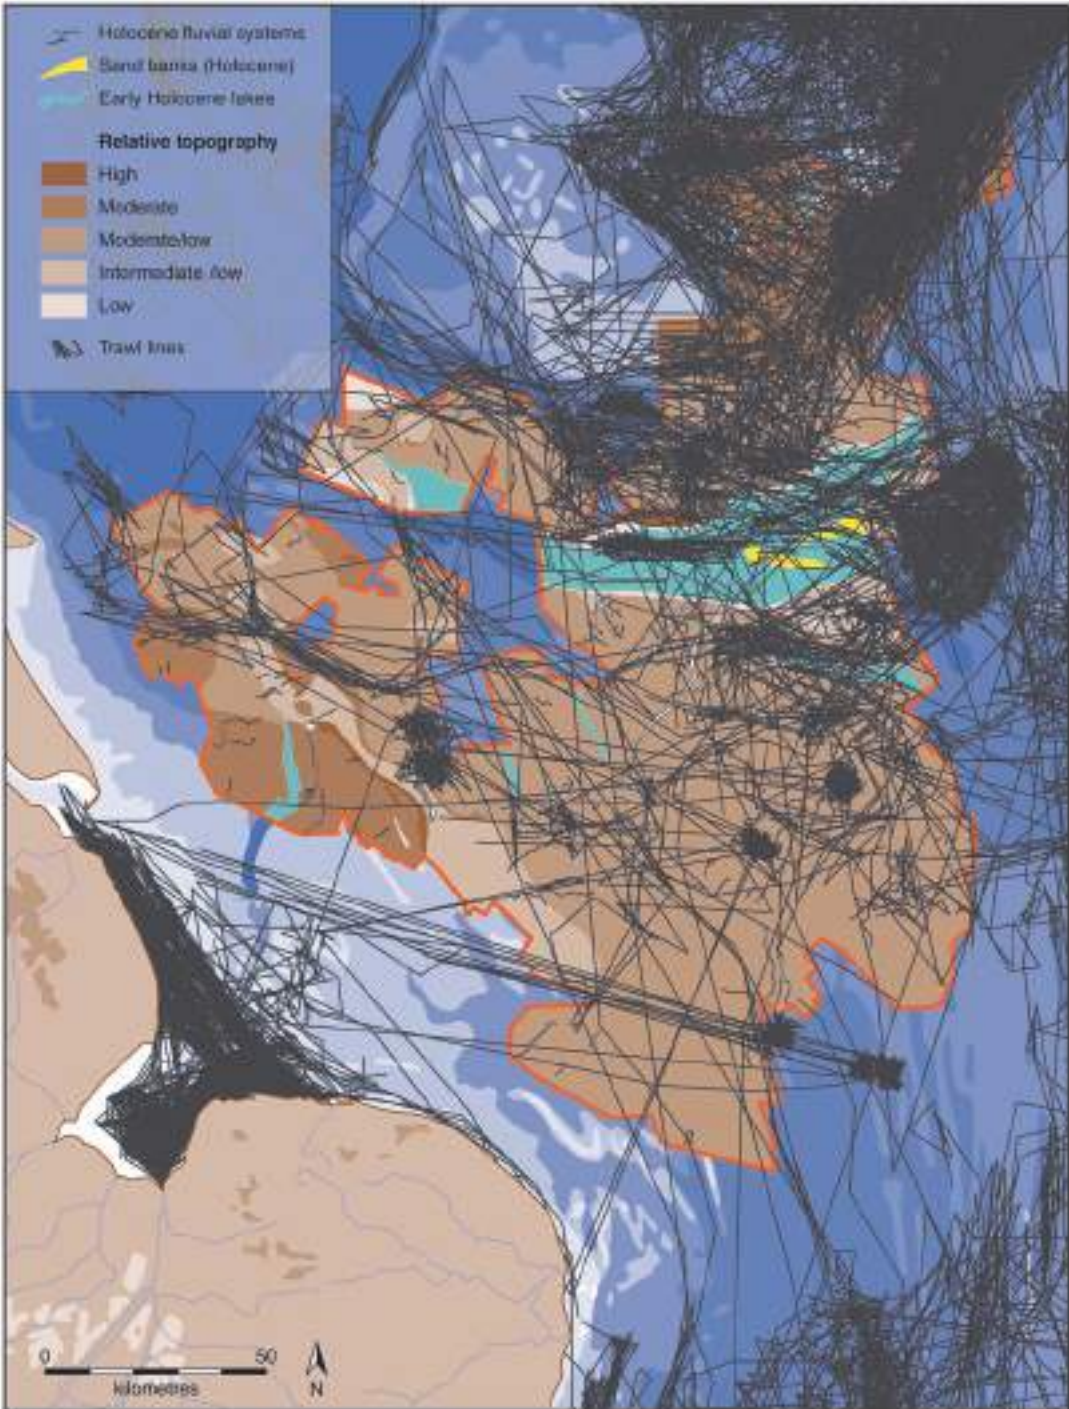 Holocene fluvial systems
Sand banks (Holocene)
Early Holocene lakes
Relative topography
High
Moderate
Moderate/low
Intermediate /low
Low
Trawl lines
0 50
kilometres
N